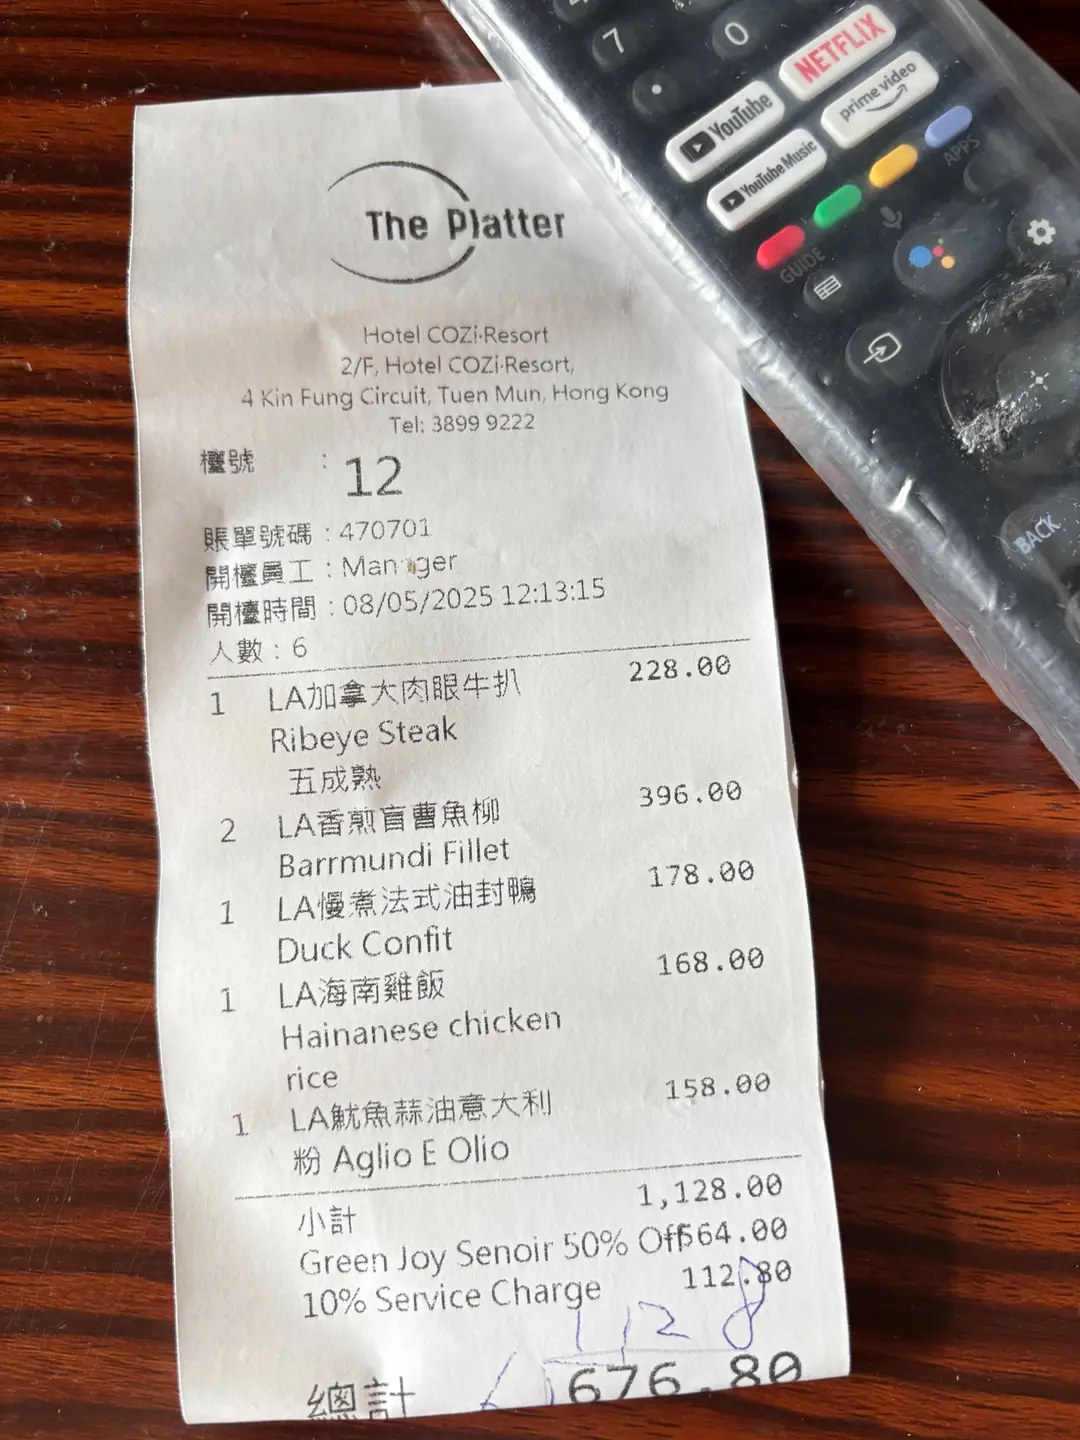 7
0
NETFLIX
YouTube
prime video
YouTube Music
APPS
GUIDE
BACK
The Platter
Hotel COZi·Resort
2/F, Hotel COZi·Resort,
4 Kin Fung Circuit, Tuen Mun, Hong Kong
Tel: 3899 9222
檯號 : 12
賬單號碼 : 470701
開檯員工 : Manager
開檯時間 : 08/05/2025 12:13:15
人數 : 6
1 LA加拿大肉眼牛扒 228.00
Ribeye Steak
五成熟
2 LA香煎盲曹魚柳 396.00
Barrmundi Fillet
1 LA慢煮法式油封鴨 178.00
Duck Confit
1 LA海南雞飯 168.00
Hainanese chicken
rice
1 LA魷魚蒜油意大利 158.00
粉 Aglio E Olio
小計 1,128.00
Green Joy Senoir 50% Off 564.00
10% Service Charge 112.80
112 8
總計 676.80